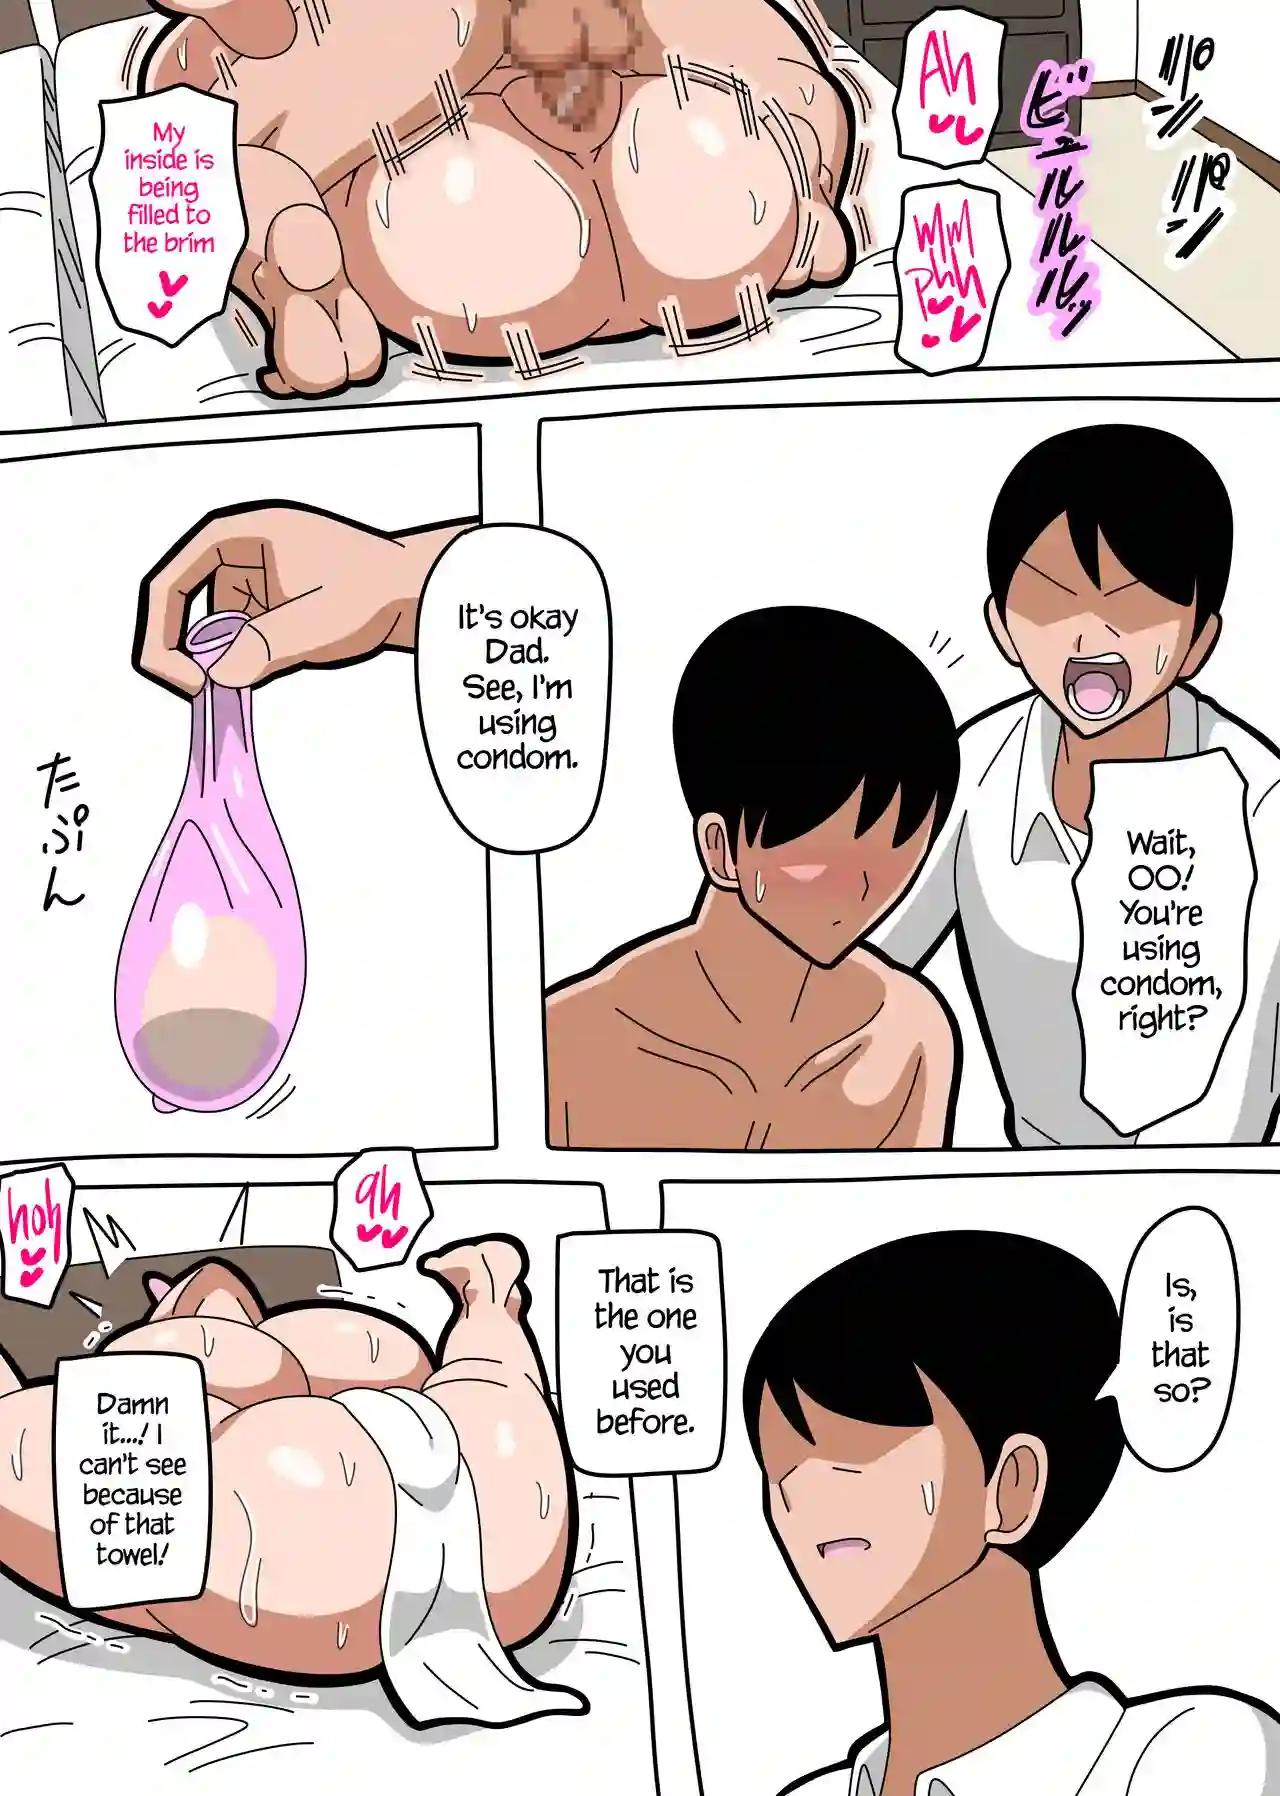 My
inside is
being
filled to
the brim
Ah
mm
phh
ビュルルルッ
It's okay
Dad.
See, I'm
using
condom.
たぷん
Wait,
OO!
You're
using
condom,
right?
hoh
ah
That is
the one
you
used
before.
Damn
it...! I
can't see
because
of that
towel!
Is,
is
that
so?